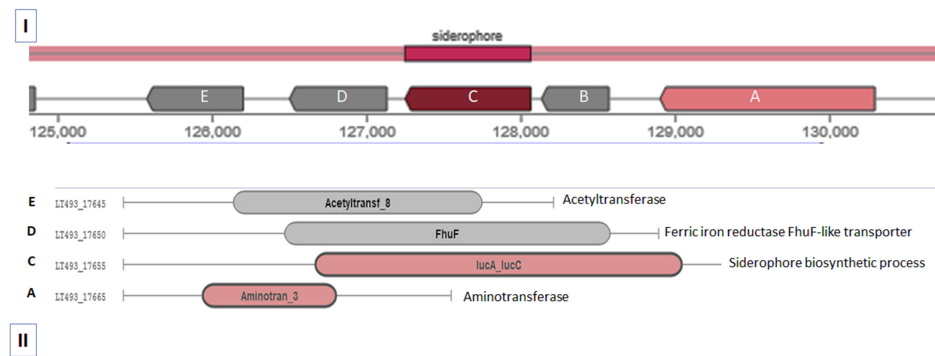 I
siderophore
E D C B A
125,000 126,000 127,000 128,000 129,000 130,000
E LT493_17645 Acetyltransf_8 Acetyltransferase
D LT493_17650 FhuF Ferric iron reductase FhuF-like transporter
C LT493_17655 IucA_IucC Siderophore biosynthetic process
A LT493_17665 Aminotran_3 Aminotransferase
II